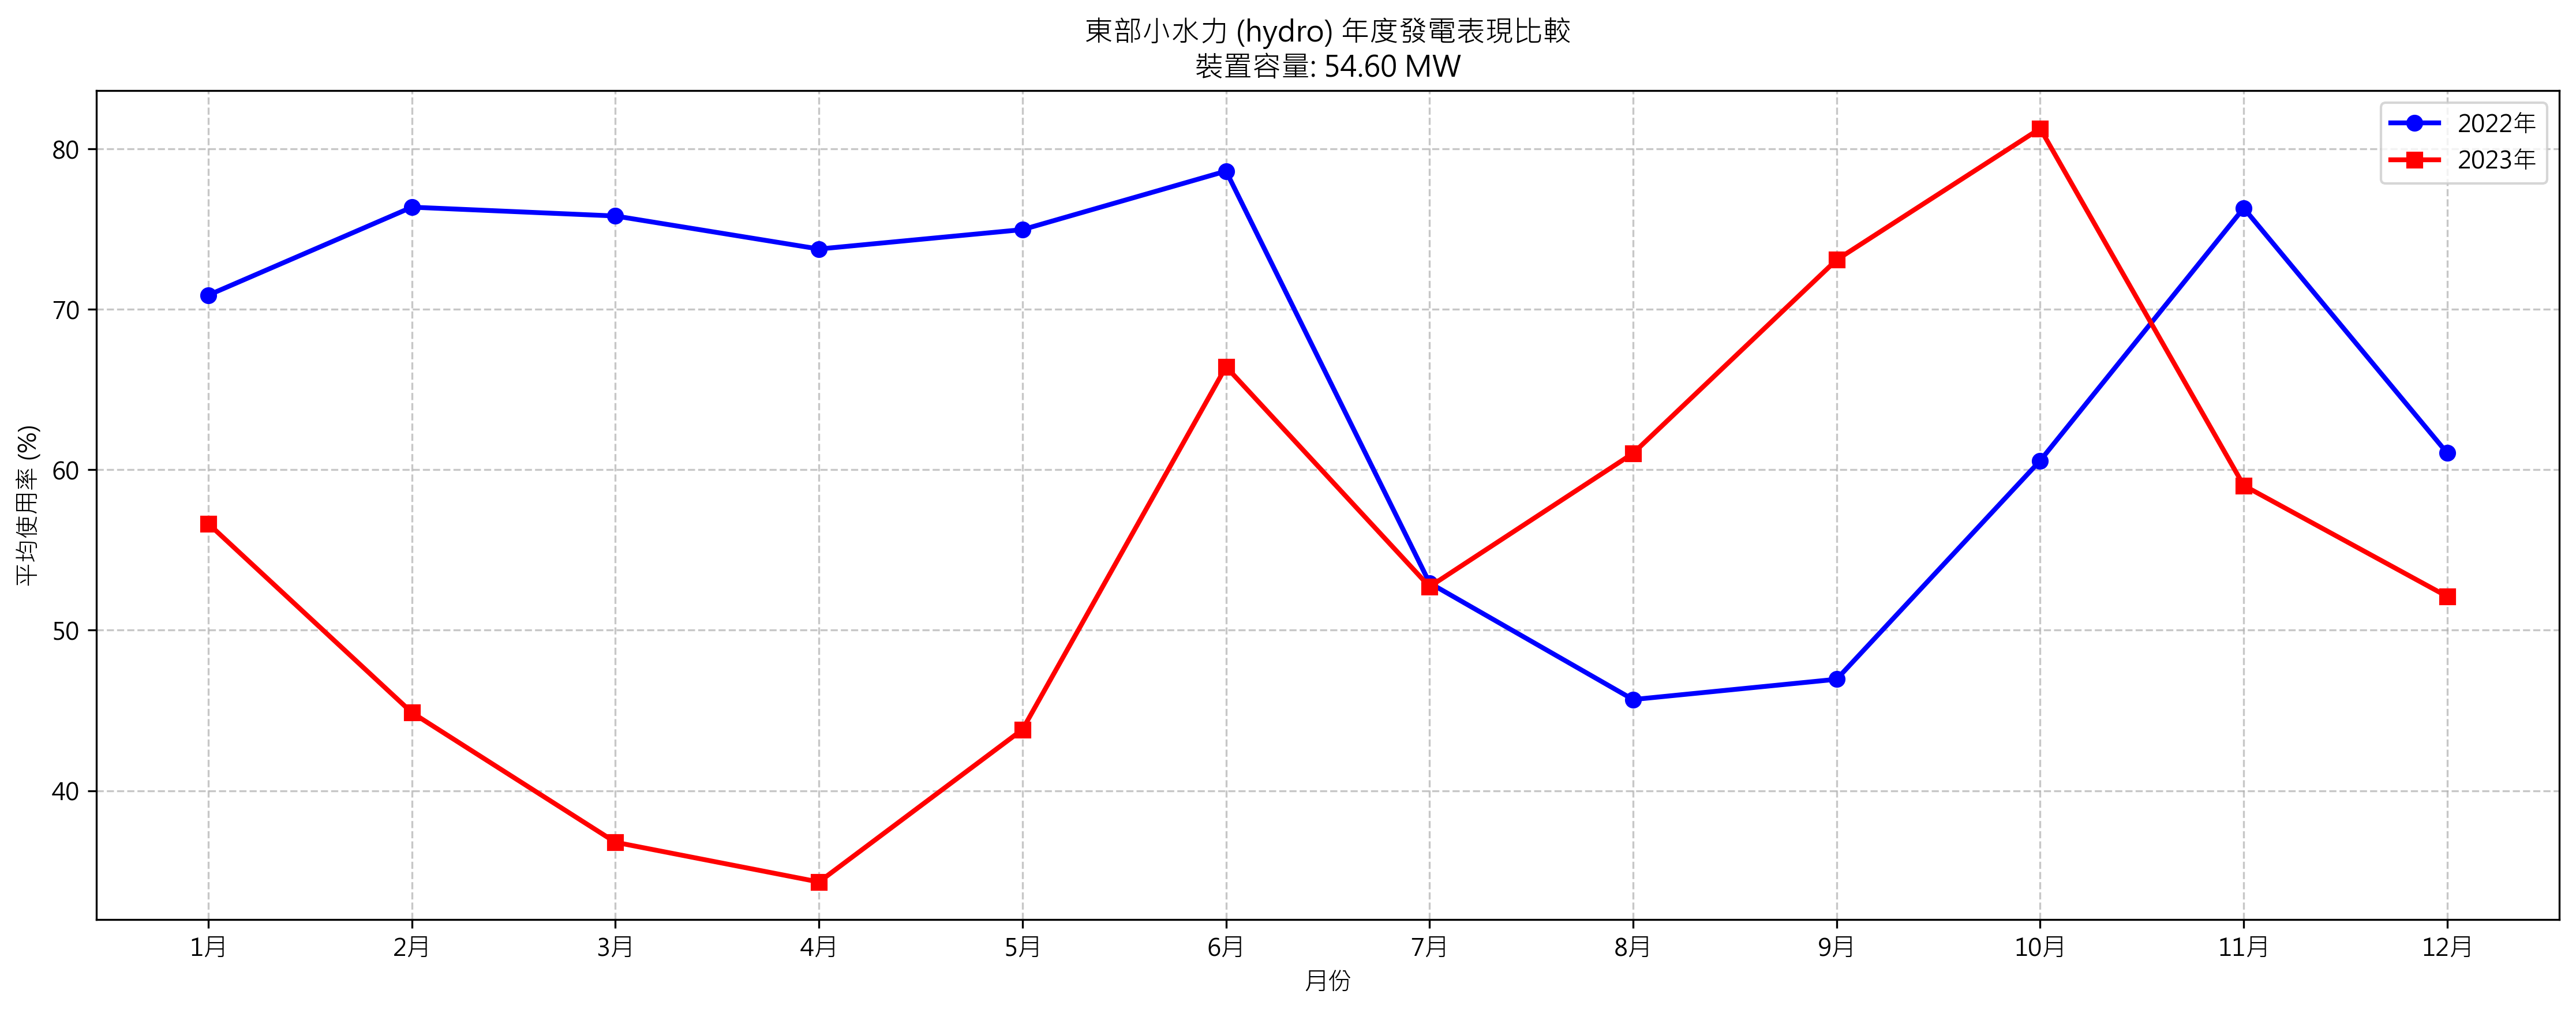 東部小水力 (hydro) 年度發電表現比較
裝置容量: 54.60 MW
2022年
2023年
80
70
60
50
40
平均使用率 (%)
1月 2月 3月 4月 5月 6月 7月 8月 9月 10月 11月 12月
月份